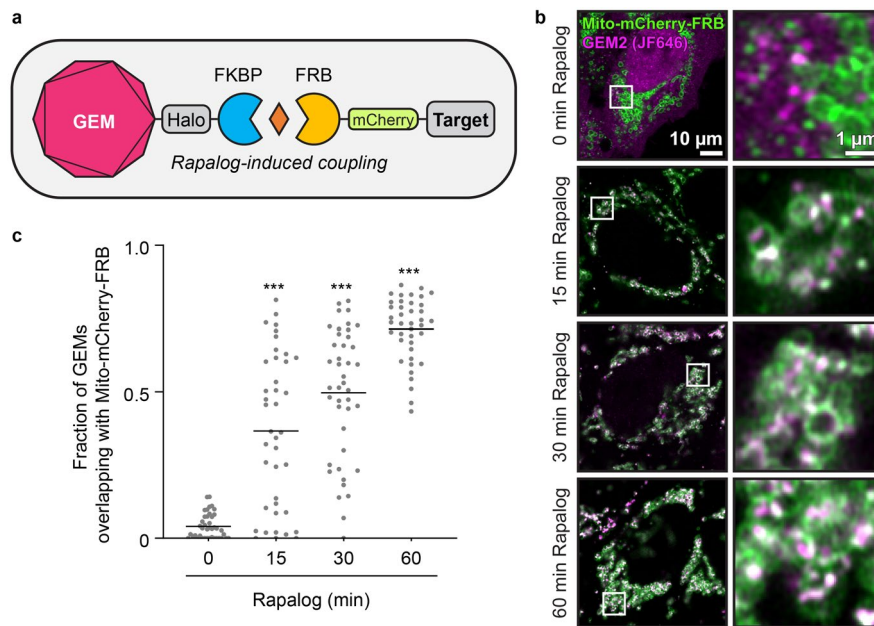 a
GEM
Halo
FKBP
FRB
mCherry
Target
Rapalog-induced coupling
b
Mito-mCherry-FRB
GEM2 (JF646)
10 µm
1 µm
0 min Rapalog
15 min Rapalog
30 min Rapalog
60 min Rapalog
c
Fraction of GEMs
overlapping with Mito-mCherry-FRB
1.0
0.5
0
***
***
***
0
15
30
60
Rapalog (min)